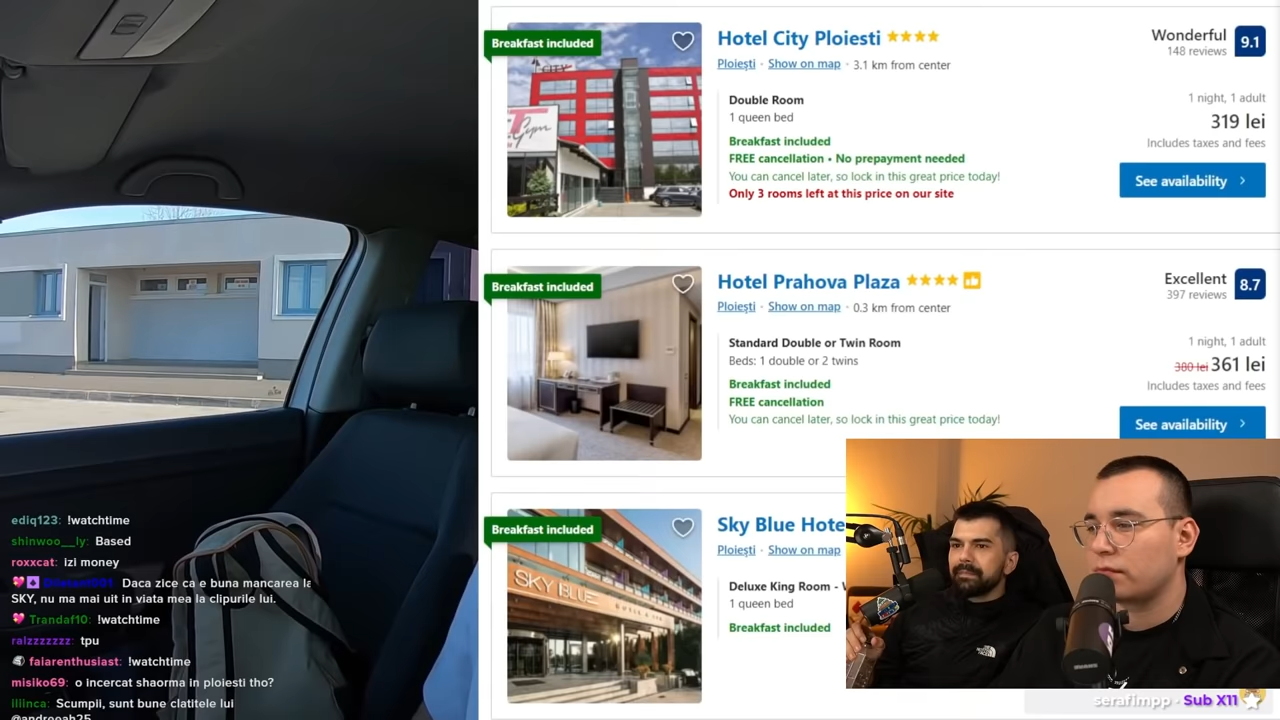 Breakfast included
CITY
Hotel City Ploiesti
Ploiești · Show on map · 3.1 km from center
Double Room
1 queen bed
Breakfast included
FREE cancellation • No prepayment needed
You can cancel later, so lock in this great price today!
Only 3 rooms left at this price on our site
Wonderful
148 reviews
9.1
1 night, 1 adult
319 lei
Includes taxes and fees
See availability
Breakfast included
Hotel Prahova Plaza
Ploiești · Show on map · 0.3 km from center
Standard Double or Twin Room
Beds: 1 double or 2 twins
Breakfast included
FREE cancellation
You can cancel later, so lock in this great price today!
Excellent
397 reviews
8.7
1 night, 1 adult
380 lei 361 lei
Includes taxes and fees
See availability
Breakfast included
SKY BLUE
Sky Blue Hote
Ploiești · Show on map
Deluxe King Room -
1 queen bed
Breakfast included
ediq123: !watchtime
shinwoo__ly: Based
roxxcat: izi money
Daca zice ca e buna mancarea la
SKY, nu ma mai uit in viata mea la clipurile lui.
Trandaf10: !watchtime
ralzzzzzz: tpu
faiarenthusiast: !watchtime
misiko69: o incercat shaorma in ploiesti tho?
iliinca: Scumpii, sunt bune clatitele lui
serafimpp · Sub X11